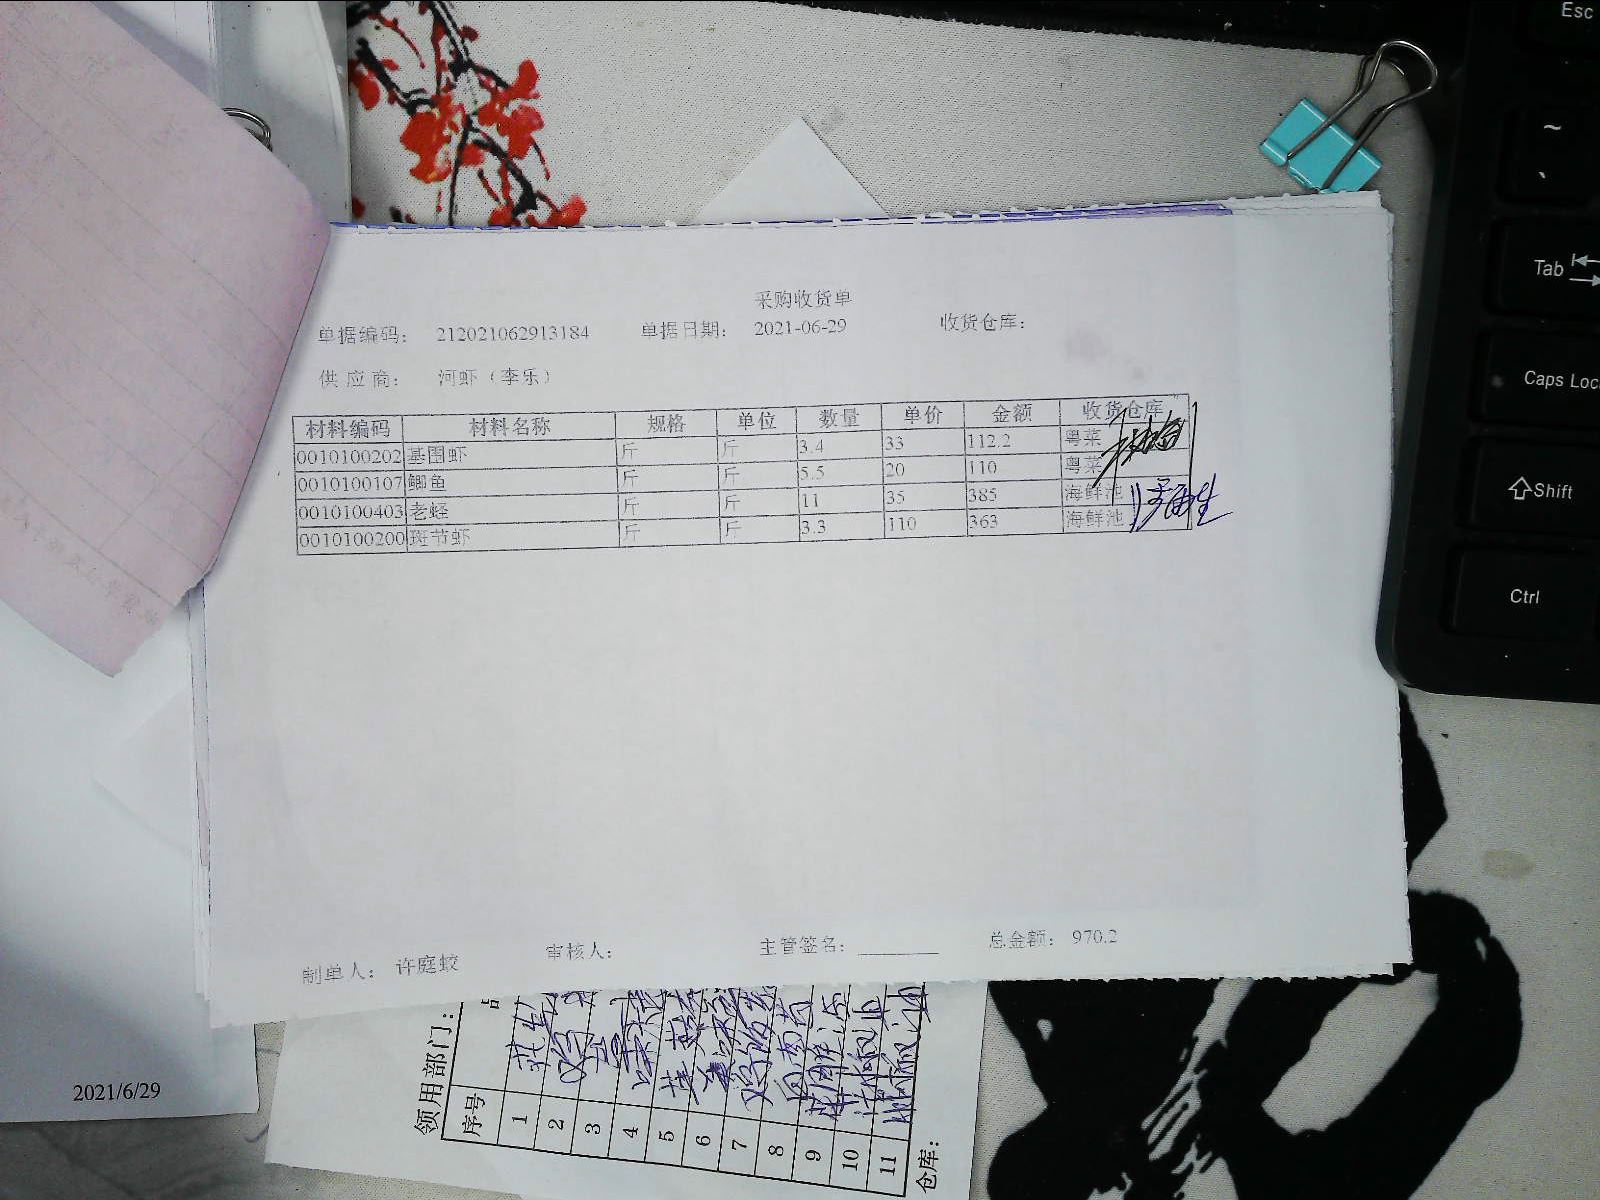 采购收货单
单据编码: 212021062913184 单据日期: 2021-06-29 收货仓库:
供 应 商: 河虾（李乐）
材料编码 材料名称 规格 单位 数量 单价 金额 收货仓库
0010100202 基围虾 斤 斤 3.4 33 112.2 粤菜
0010100107 鲫鱼 斤 斤 5.5 20 110 粤菜
0010100403 老蛏 斤 斤 11 35 385 海鲜池
0010100200 斑节虾 斤 斤 3.3 110 363 海鲜池
制单人: 许庭蛟 审核人: 主管签名: 总金额: 970.2
2021/6/29
领用部门:
序号
1
2
3
4
5
6
7
8
9
10
11
仓库:
Esc
~
Tab
Caps Loc
Shift
Ctrl